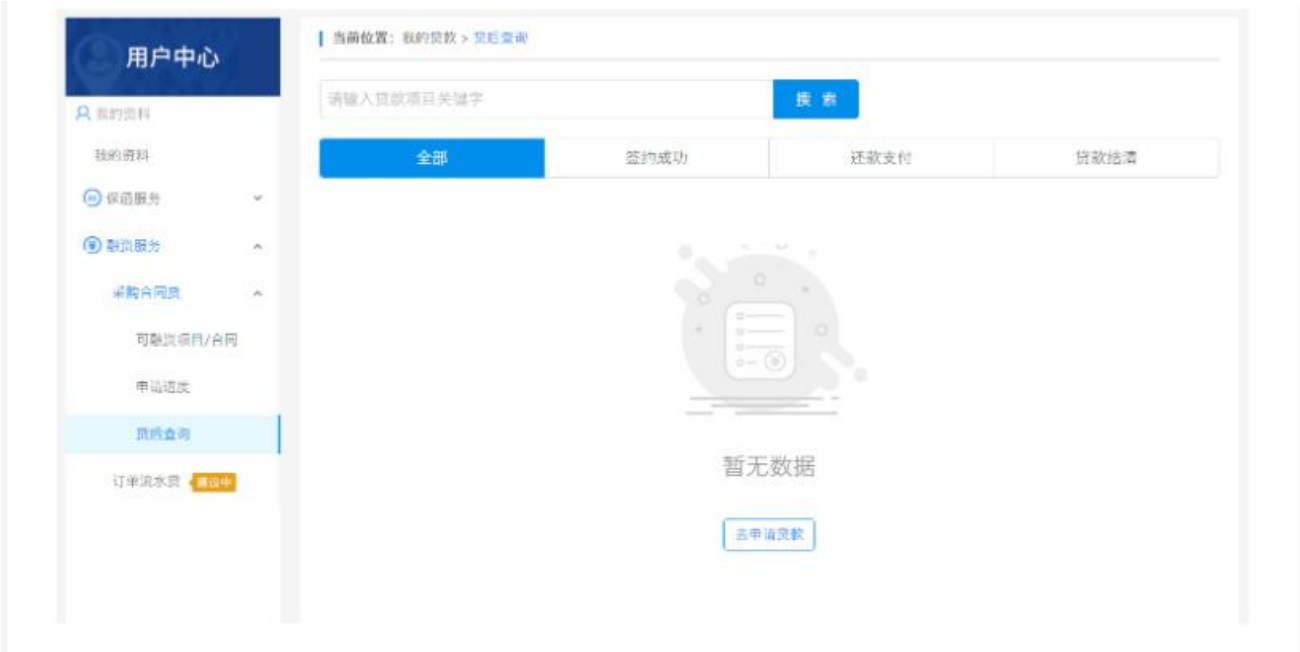 用户中心
当前位置：我的贷款 > 贷后查询
我的资料
请输入贷款项目关键字
搜 索
我的资料
全部
签约成功
还款支付
贷款结清
保函服务
融资服务
采购合同贷
可融资项目/合同
申请进度
贷后查询
订单流水贷
建设中
暂无数据
去申请贷款